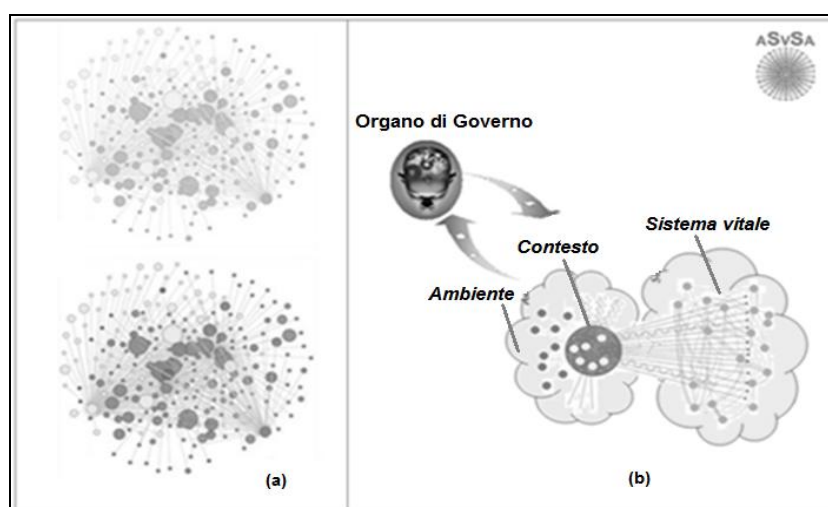 ASVSA
Organo di Governo
Sistema vitale
Contesto
Ambiente
(a)
(b)